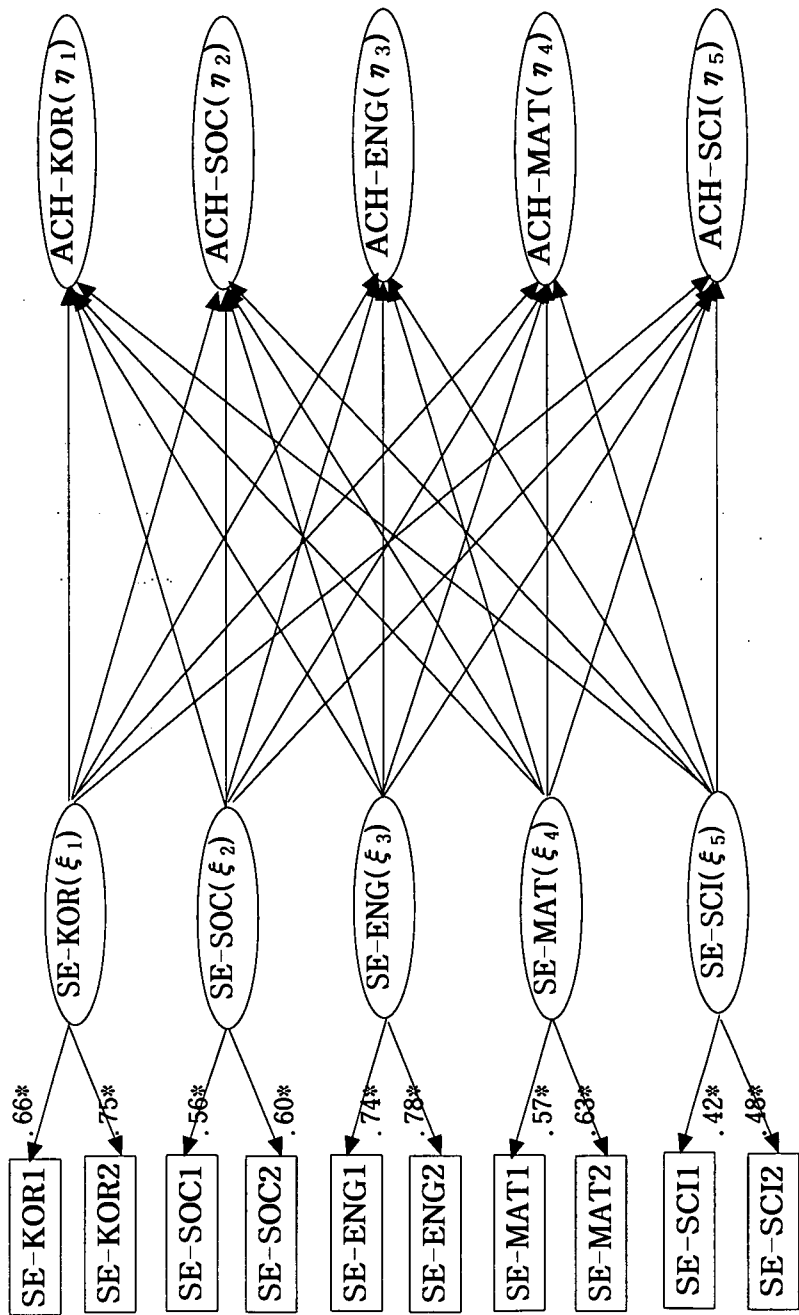 ACH-KOR(η1)
ACH-SOC(η2)
ACH-ENG(η3)
ACH-MAT(η4)
ACH-SCI(η5)
SE-KOR(ξ1)
SE-SOC(ξ2)
SE-ENG(ξ3)
SE-MAT(ξ4)
SE-SCI(ξ5)
.66*
.75*
.56*
.60*
.74*
.78*
.57*
.63*
.42*
.48*
SE-KOR1
SE-KOR2
SE-SOC1
SE-SOC2
SE-ENG1
SE-ENG2
SE-MAT1
SE-MAT2
SE-SCI1
SE-SCI2